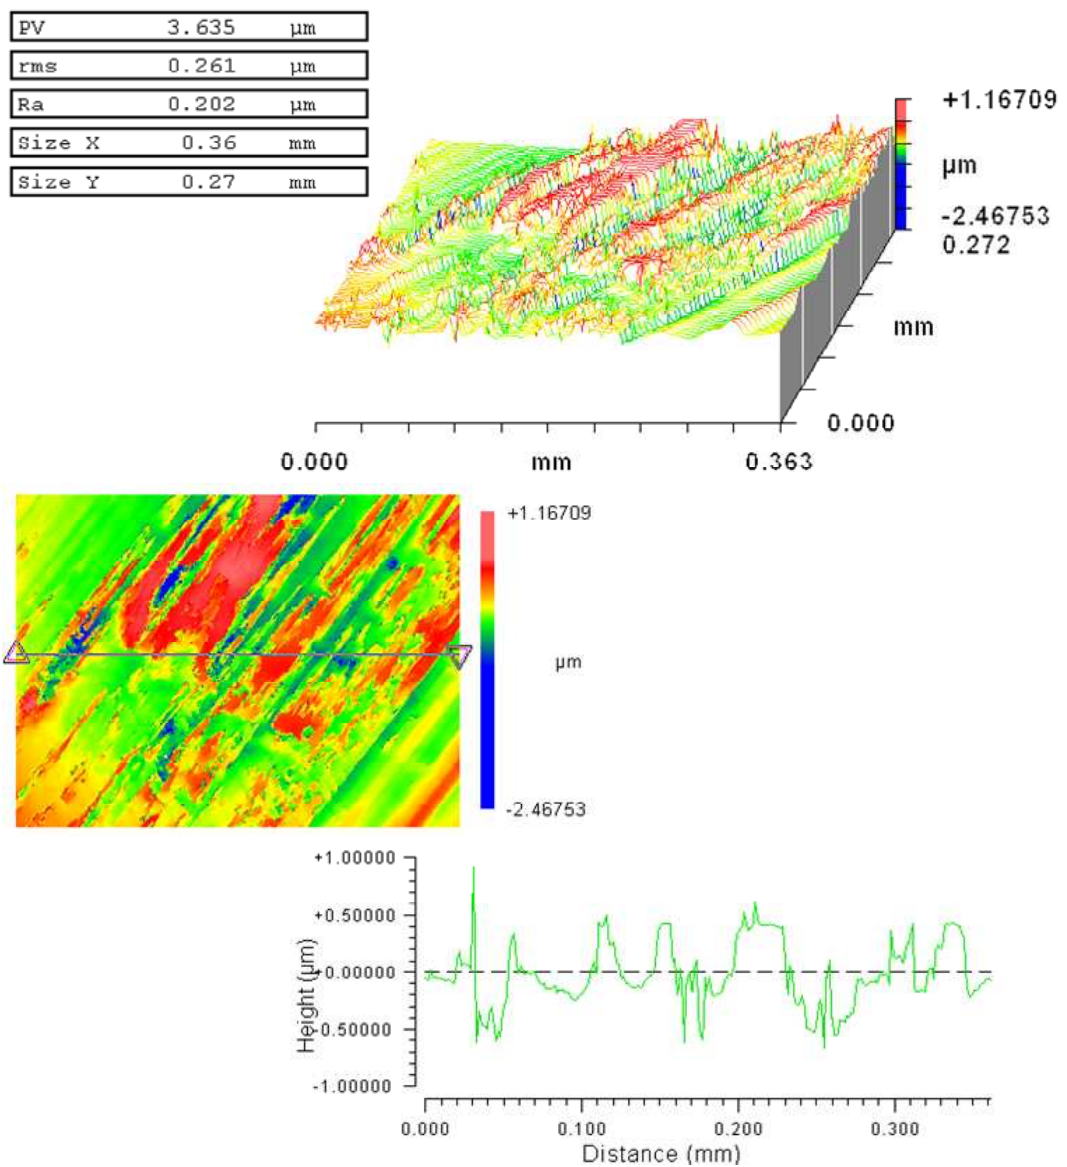 PV 3.635 µm
rms 0.261 µm
Ra 0.202 µm
Size X 0.36 mm
Size Y 0.27 mm
+1.16709
µm
-2.46753
0.272
mm
0.000
0.000 mm 0.363
+1.16709
µm
-2.46753
+1.00000
+0.50000
+0.00000
-0.50000
-1.00000
Height (µm)
0.000 0.100 0.200 0.300
Distance (mm)